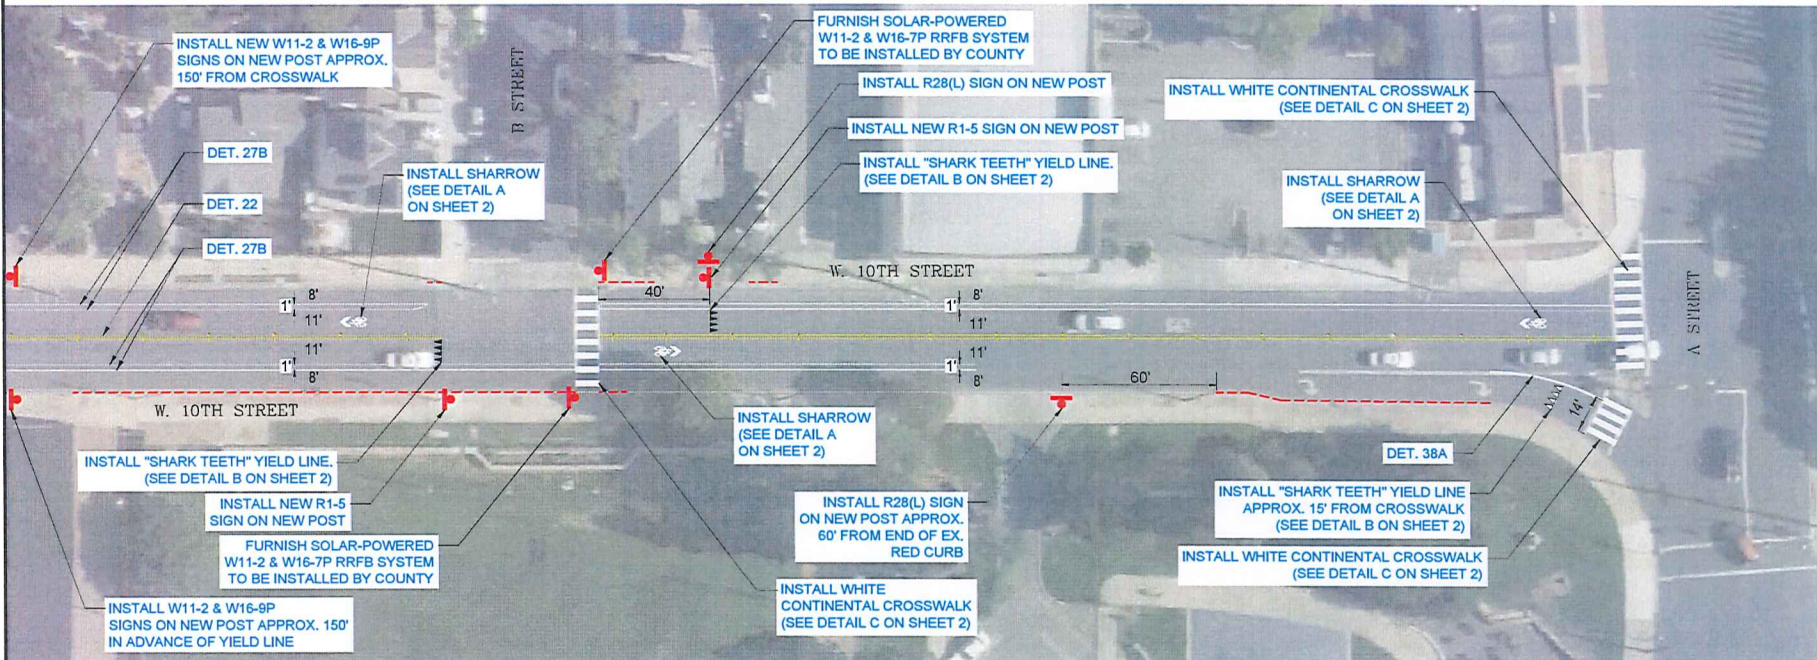 INSTALL NEW W11-2 & W16-9P
SIGNS ON NEW POST APPROX.
150' FROM CROSSWALK
B STREET
FURNISH SOLAR-POWERED
W11-2 & W16-7P RRFB SYSTEM
TO BE INSTALLED BY COUNTY
INSTALL R28(L) SIGN ON NEW POST
INSTALL NEW R1-5 SIGN ON NEW POST
INSTALL "SHARK TEETH" YIELD LINE.
(SEE DETAIL B ON SHEET 2)
INSTALL WHITE CONTINENTAL CROSSWALK
(SEE DETAIL C ON SHEET 2)
DET. 27B
DET. 22
DET. 27B
INSTALL SHARROW
(SEE DETAIL A
ON SHEET 2)
INSTALL SHARROW
(SEE DETAIL A
ON SHEET 2)
W. 10TH STREET
A STREET
8'
1'
11'
11'
1'
8'
40'
8'
1'
11'
11'
1'
8'
60'
14'
W. 10TH STREET
INSTALL "SHARK TEETH" YIELD LINE.
(SEE DETAIL B ON SHEET 2)
INSTALL NEW R1-5
SIGN ON NEW POST
FURNISH SOLAR-POWERED
W11-2 & W16-7P RRFB SYSTEM
TO BE INSTALLED BY COUNTY
INSTALL W11-2 & W16-9P
SIGNS ON NEW POST APPROX. 150'
IN ADVANCE OF YIELD LINE
INSTALL SHARROW
(SEE DETAIL A
ON SHEET 2)
INSTALL R28(L) SIGN
ON NEW POST APPROX.
60' FROM END OF EX.
RED CURB
INSTALL WHITE
CONTINENTAL CROSSWALK
(SEE DETAIL C ON SHEET 2)
DET. 38A
INSTALL "SHARK TEETH" YIELD LINE
APPROX. 15' FROM CROSSWALK
(SEE DETAIL B ON SHEET 2)
INSTALL WHITE CONTINENTAL CROSSWALK
(SEE DETAIL C ON SHEET 2)